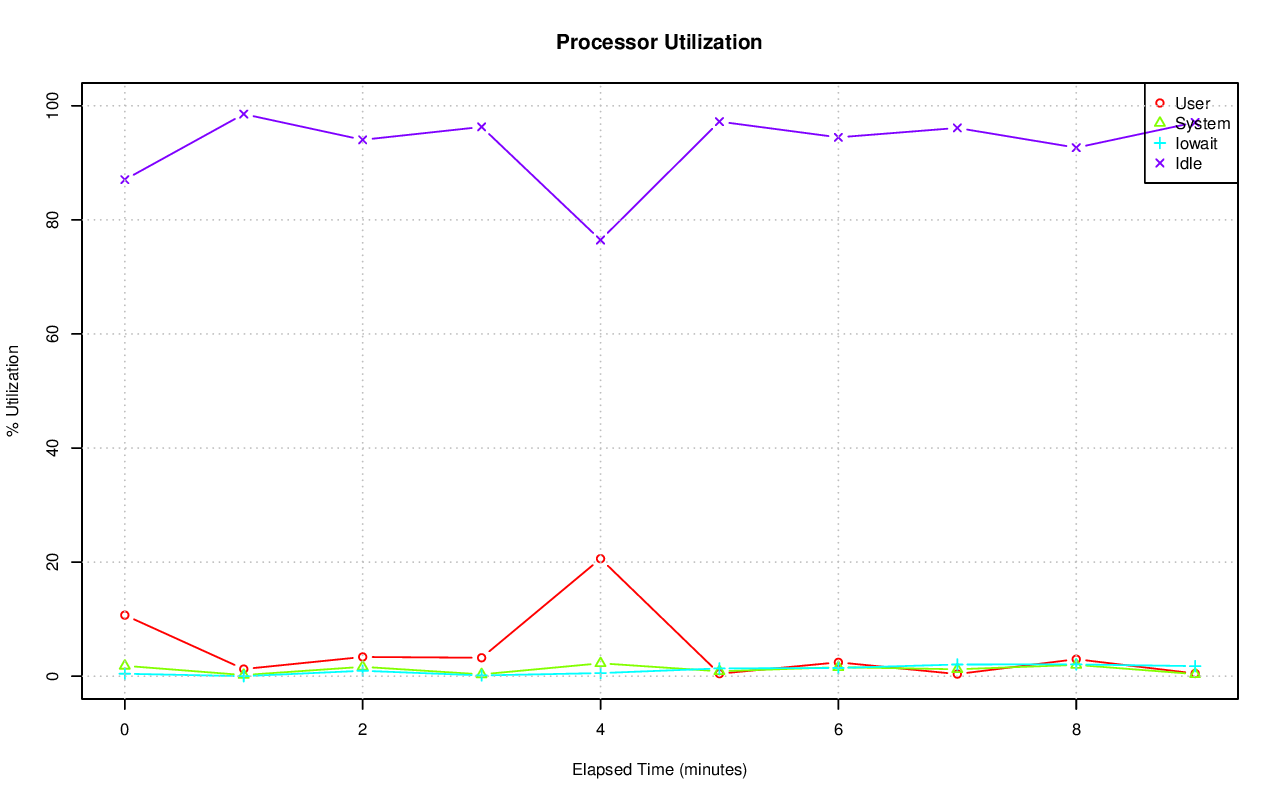 Processor Utilization
% Utilization
100
80
60
40
20
0
User
System
Iowait
Idle
0 2 4 6 8
Elapsed Time (minutes)